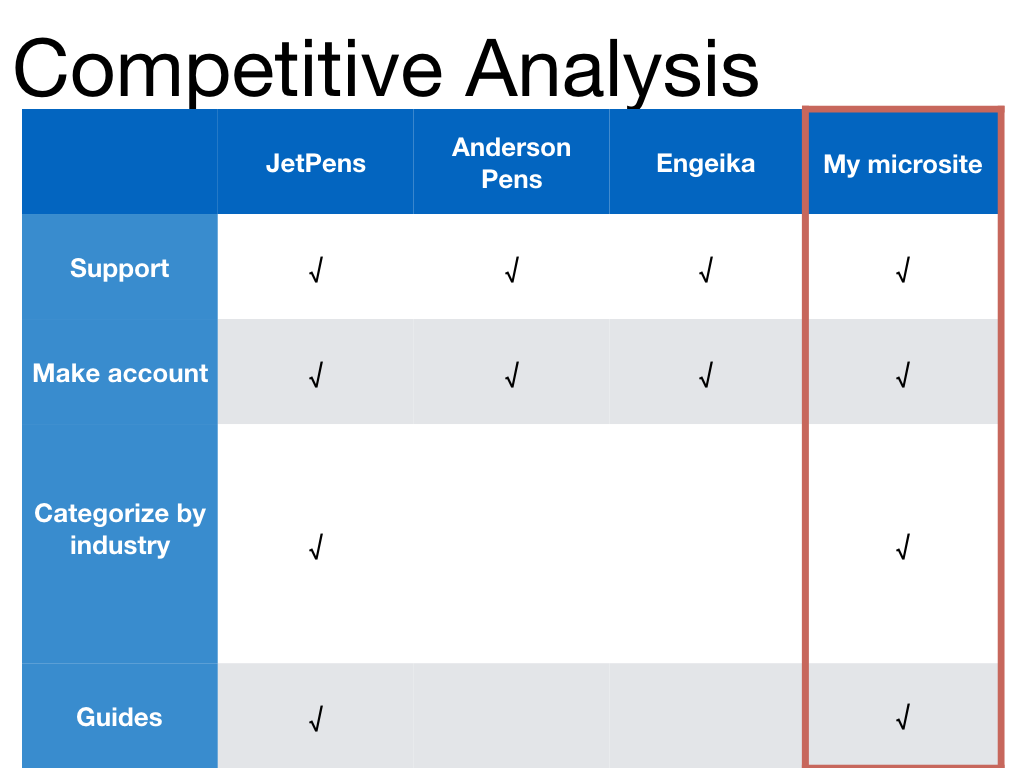 Competitive Analysis
JetPens
Anderson
Pens
Engeika
My microsite
Support √ √ √ √
Make account √ √ √ √
Categorize by
industry √ √
Guides √ √